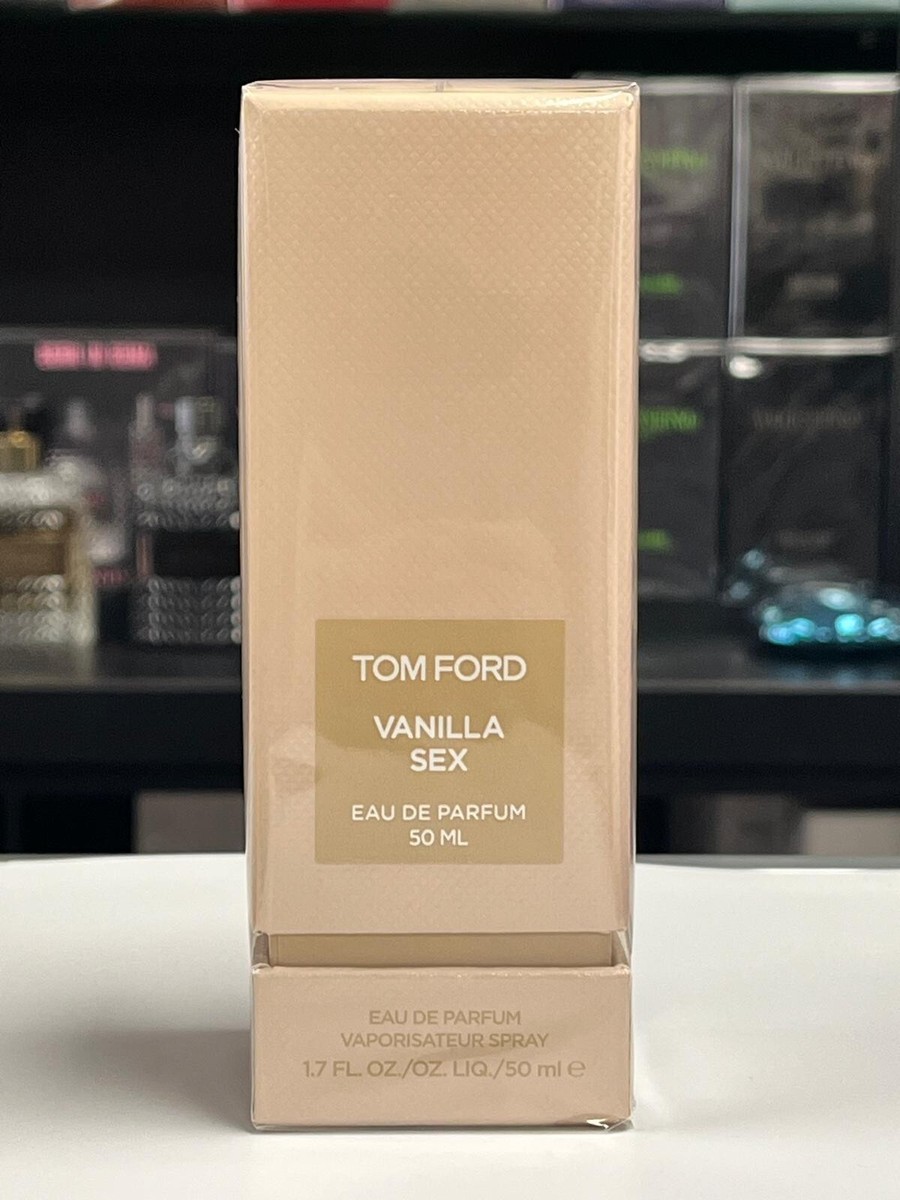 TOM FORD
VANILLA
SEX
EAU DE PARFUM
50 ML
EAU DE PARFUM
VAPORISATEUR SPRAY
1.7 FL. OZ./OZ. LIQ./50 ml ℮